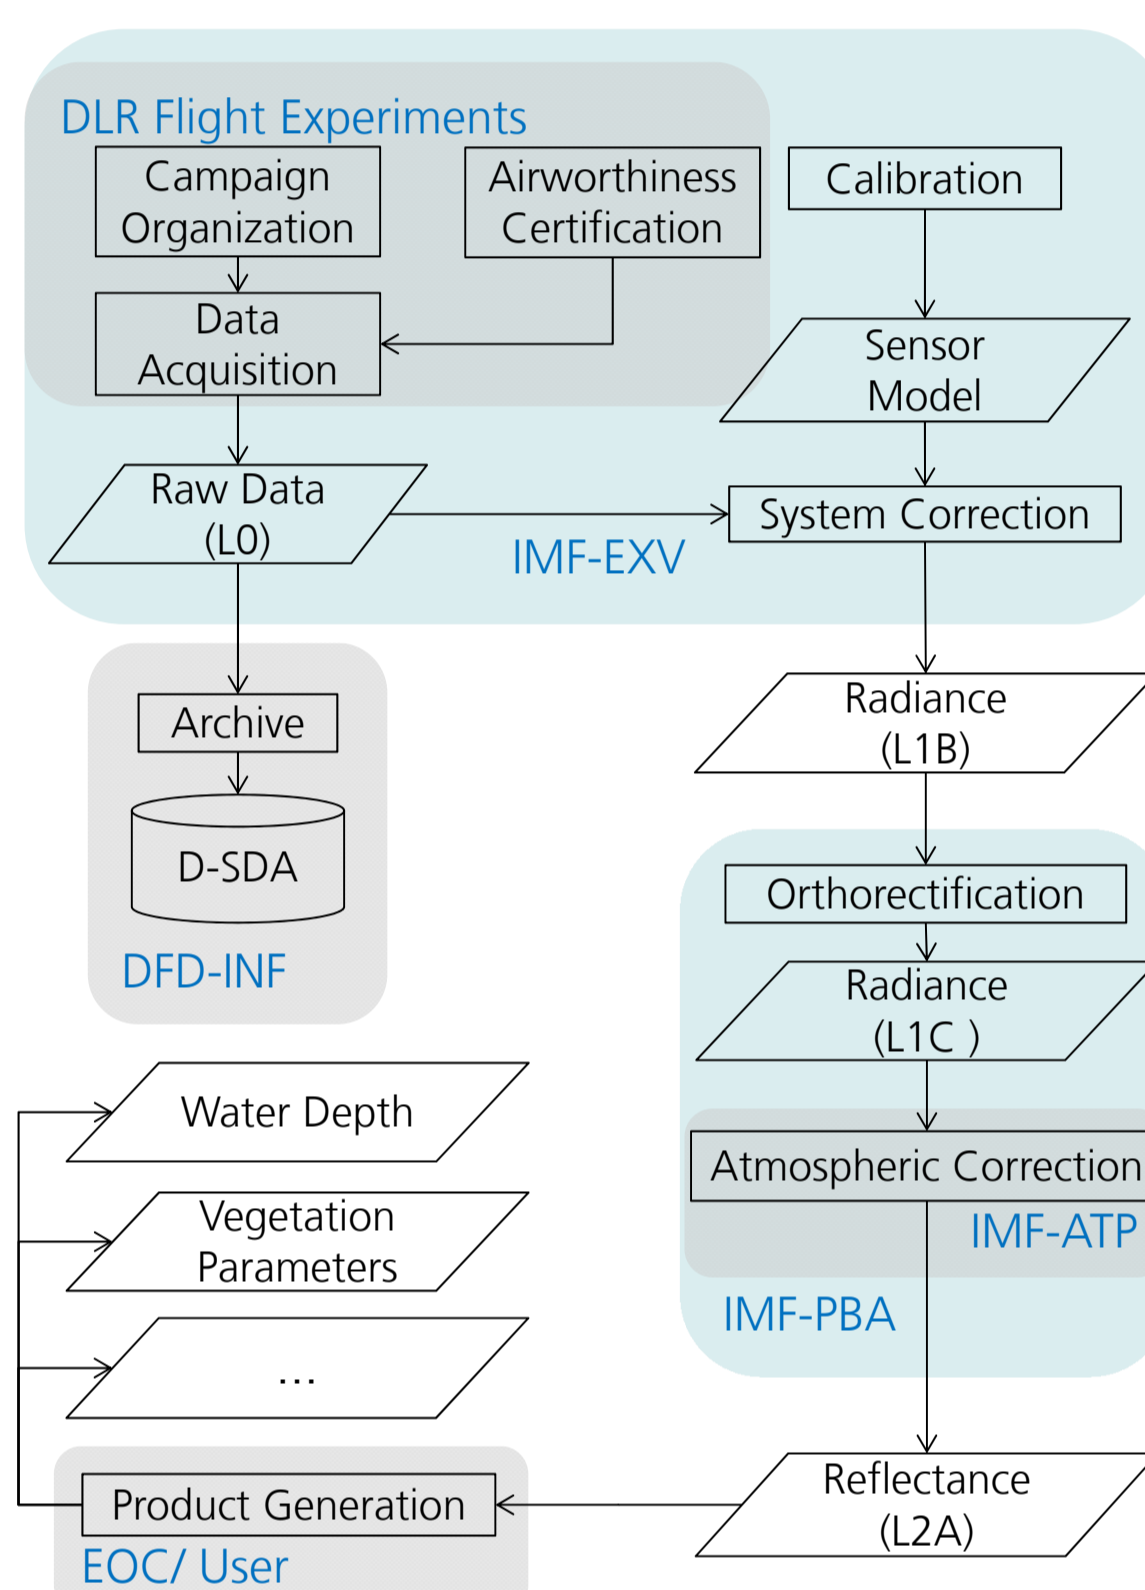 DLR Flight Experiments
Campaign
Organization
Airworthiness
Certification
Calibration
Data
Acquisition
Sensor
Model
Raw Data
(L0)
System Correction
IMF-EXV
Archive
D-SDA
DFD-INF
Radiance
(L1B)
Orthorectification
Radiance
(L1C )
Atmospheric Correction
IMF-ATP
IMF-PBA
Water Depth
Vegetation
Parameters
...
Reflectance
(L2A)
Product Generation
EOC/ User